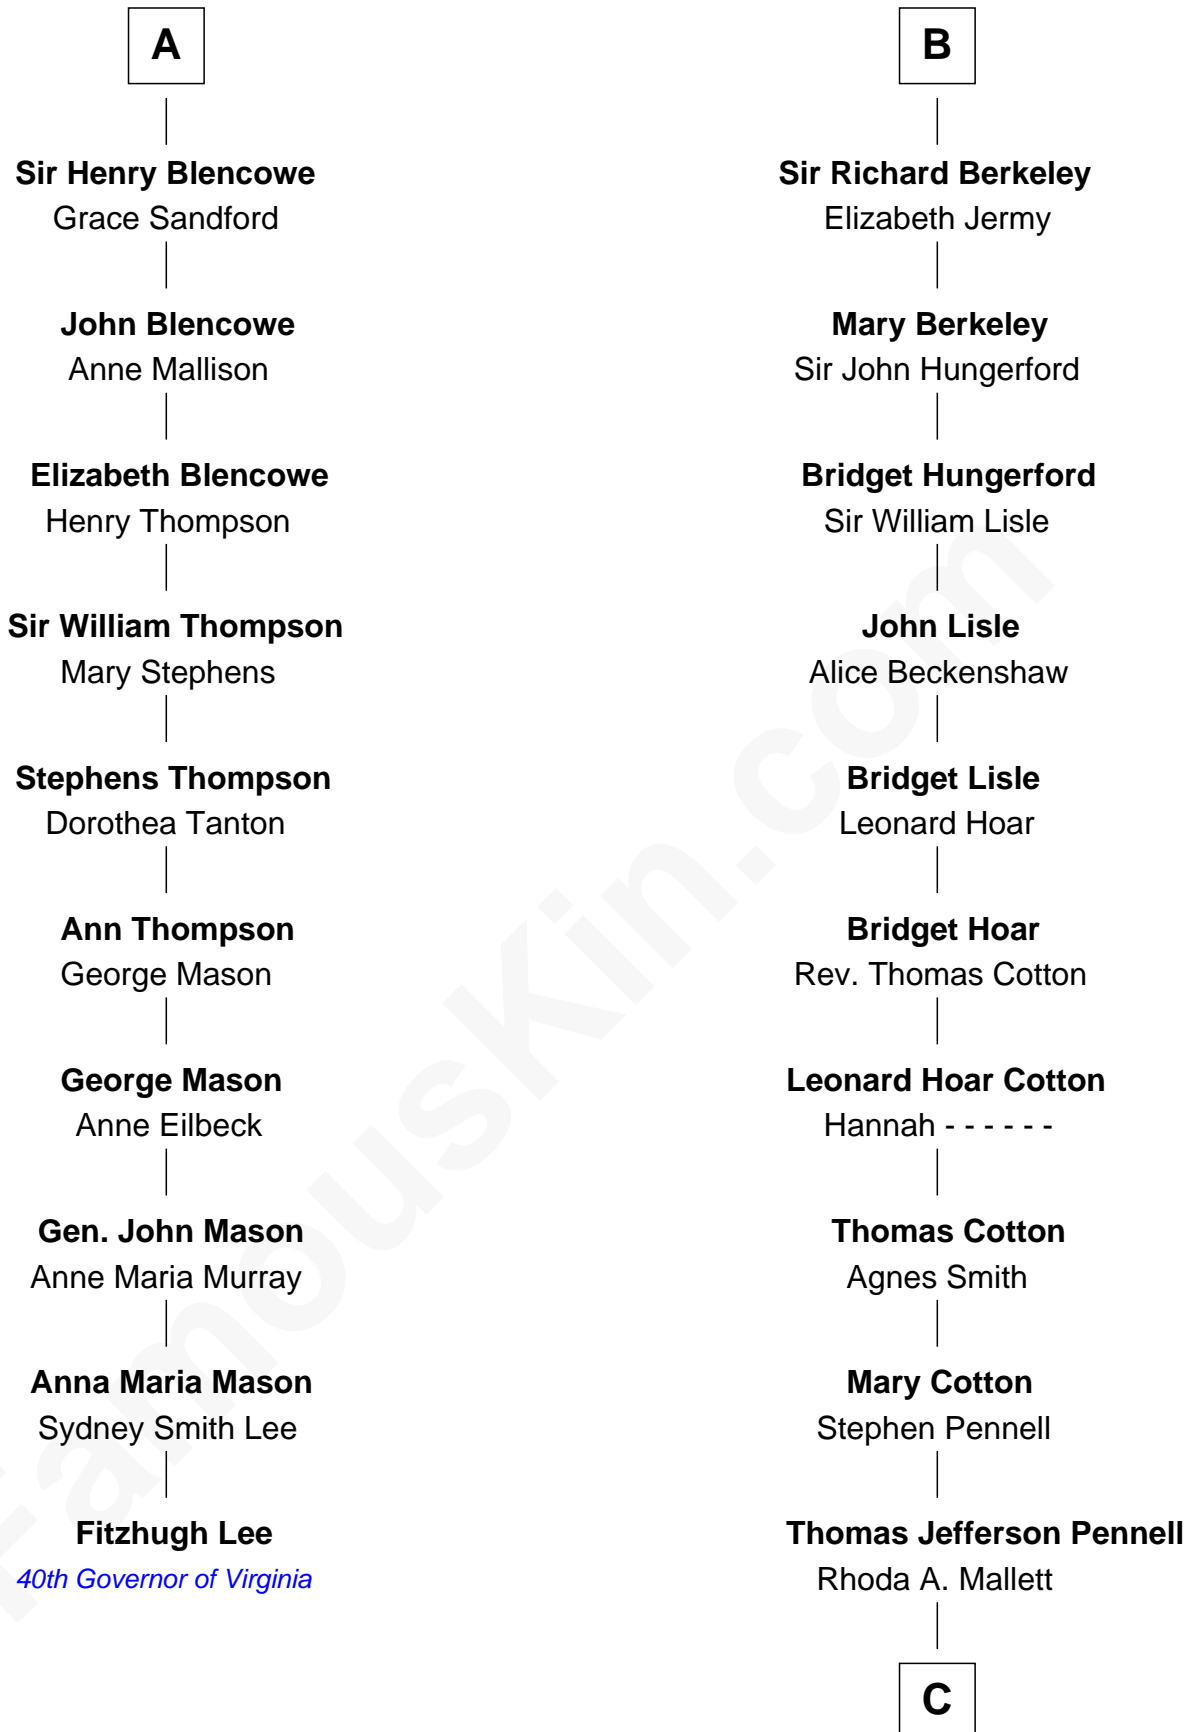 A
Sir Henry Blencowe
Grace Sandford
John Blencowe
Anne Mallison
Elizabeth Blencowe
Henry Thompson
Sir William Thompson
Mary Stephens
Stephens Thompson
Dorothea Tanton
Ann Thompson
George Mason
George Mason
Anne Eilbeck
Gen. John Mason
Anne Maria Murray
Anna Maria Mason
Sydney Smith Lee
Fitzhugh Lee
40th Governor of Virginia
B
Sir Richard Berkeley
Elizabeth Jermy
Mary Berkeley
Sir John Hungerford
Bridget Hungerford
Sir William Lisle
John Lisle
Alice Beckenshaw
Bridget Lisle
Leonard Hoar
Bridget Hoar
Rev. Thomas Cotton
Leonard Hoar Cotton
Hannah - - - - - -
Thomas Cotton
Agnes Smith
Mary Cotton
Stephen Pennell
Thomas Jefferson Pennell
Rhoda A. Mallett
C
FamousKin.com